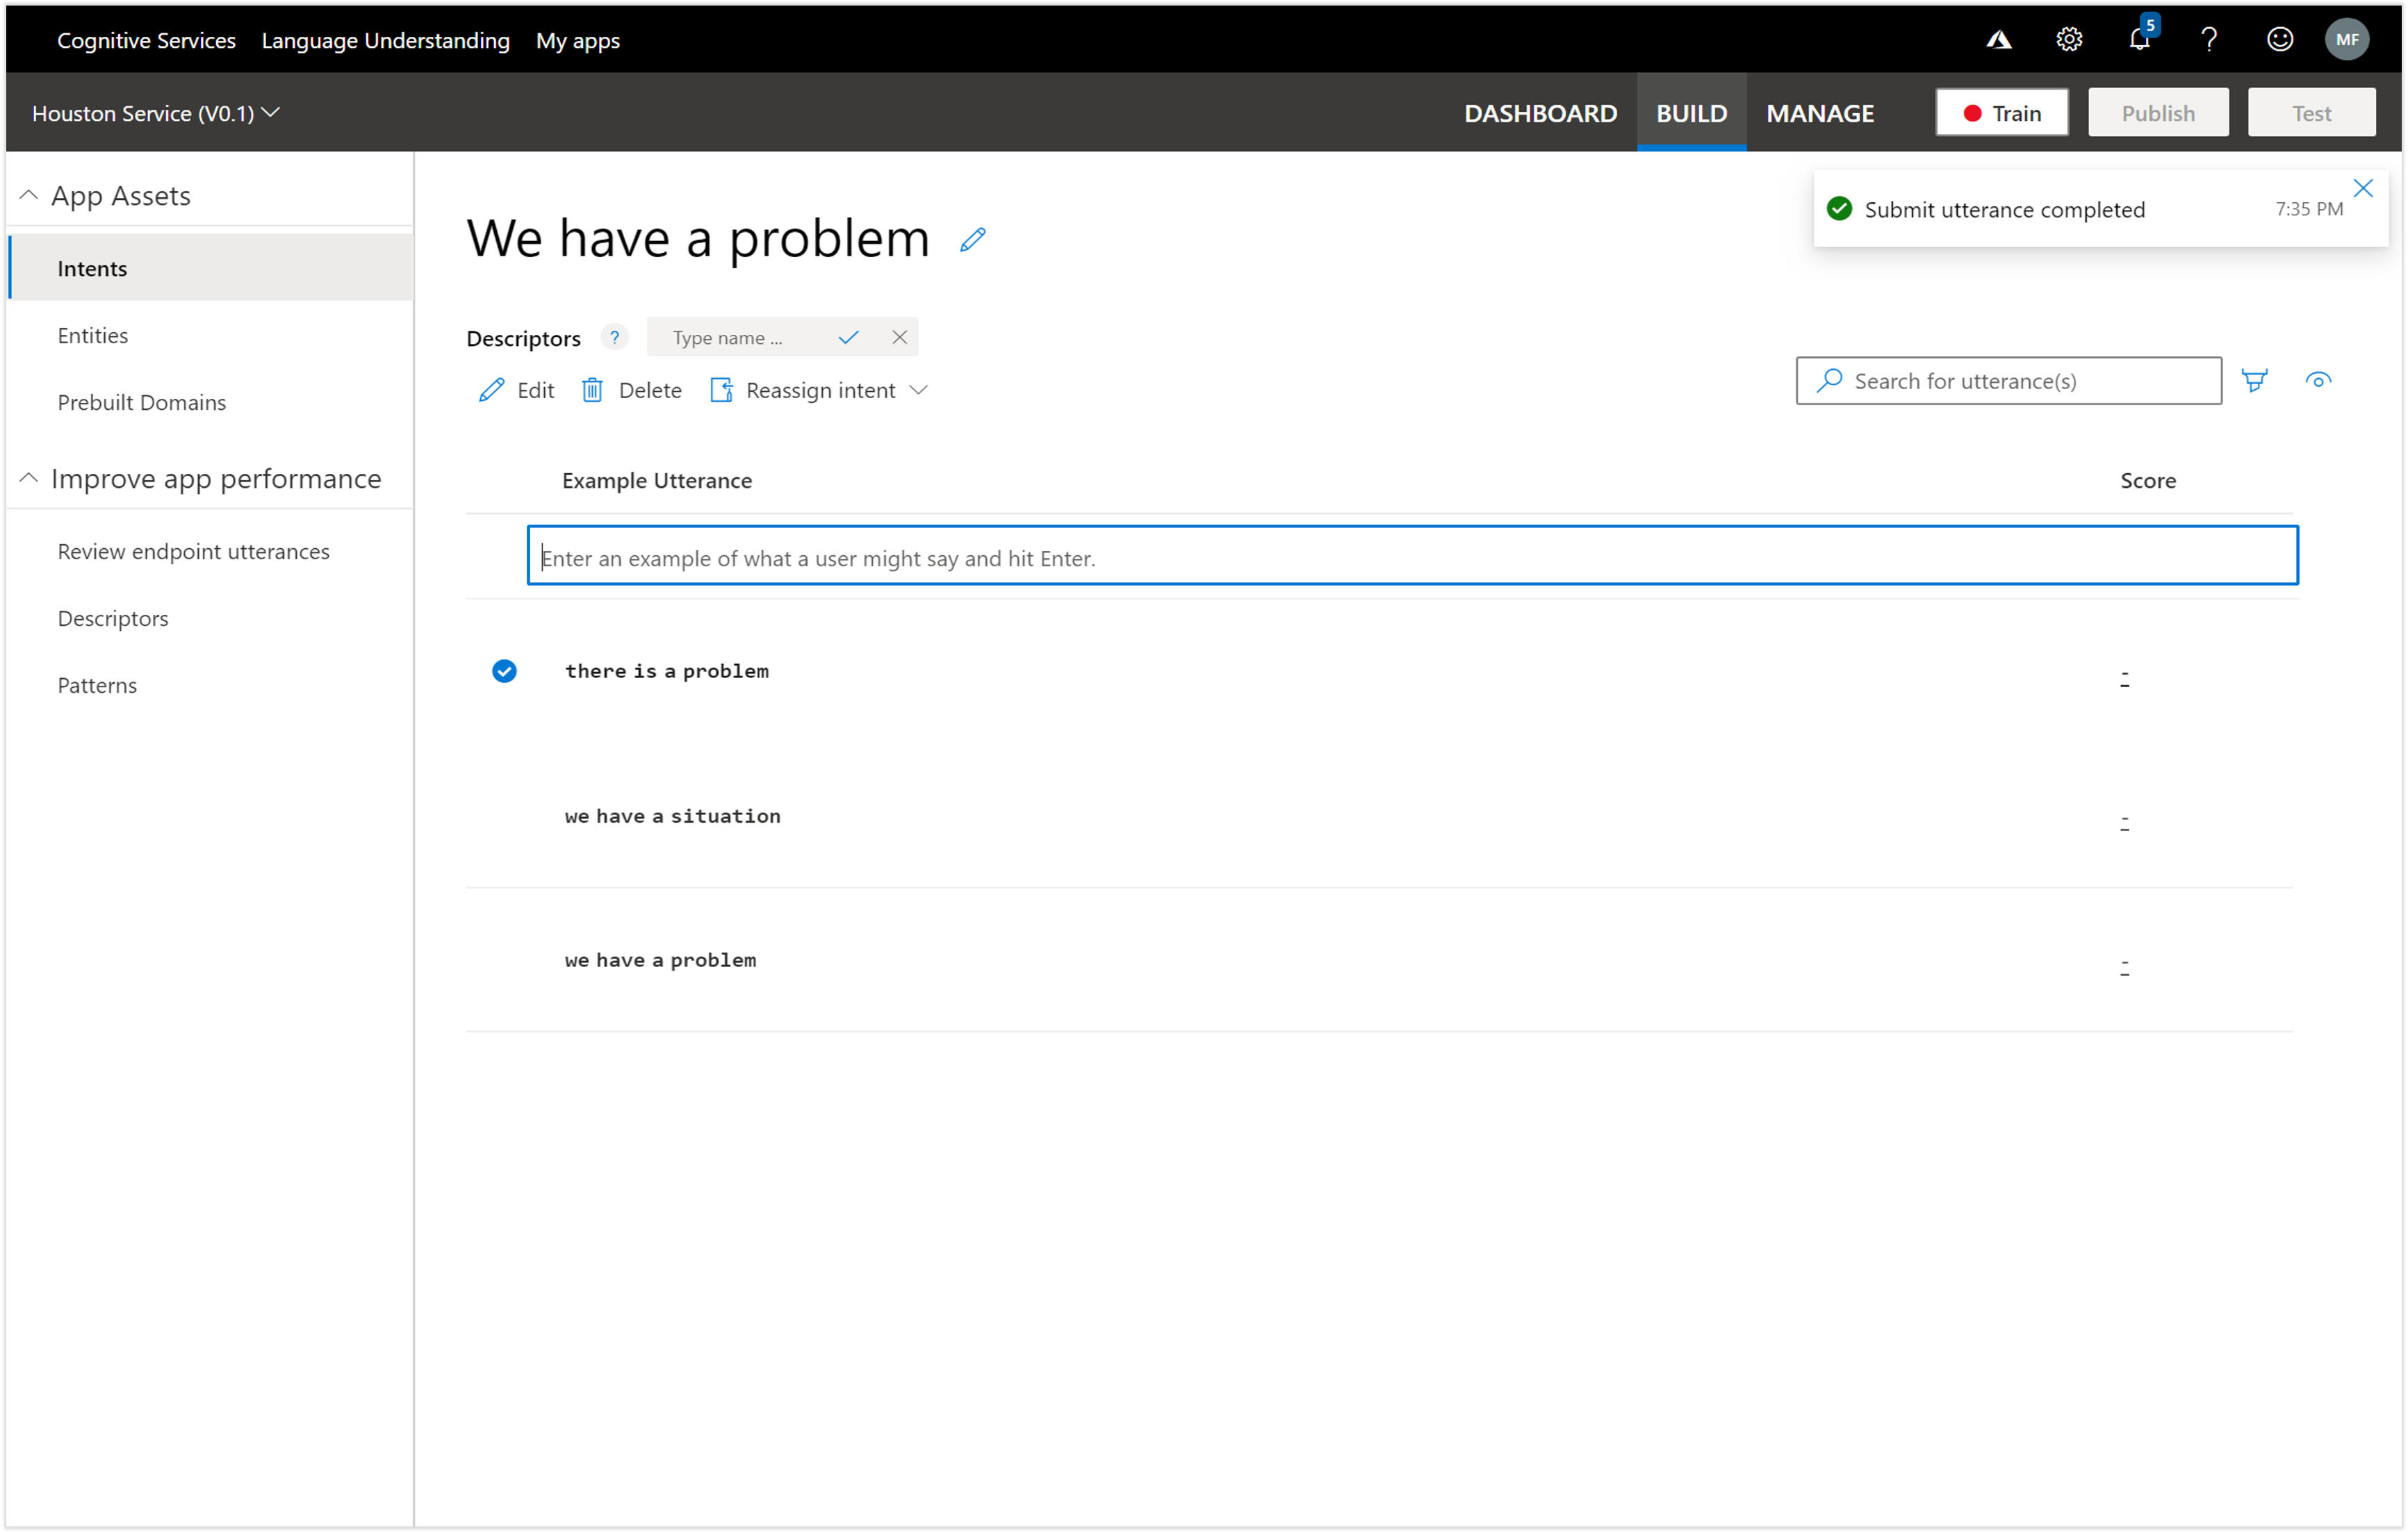 Cognitive Services Language Understanding My apps 5 ? MF
Houston Service (V0.1) DASHBOARD BUILD MANAGE Train Publish Test
App Assets
Intents
Entities
Prebuilt Domains
Improve app performance
Review endpoint utterances
Descriptors
Patterns
Submit utterance completed 7:35 PM
We have a problem
Descriptors ? Type name ...
Edit Delete Reassign intent Search for utterance(s)
Example Utterance Score
Enter an example of what a user might say and hit Enter.
there is a problem -
we have a situation -
we have a problem -